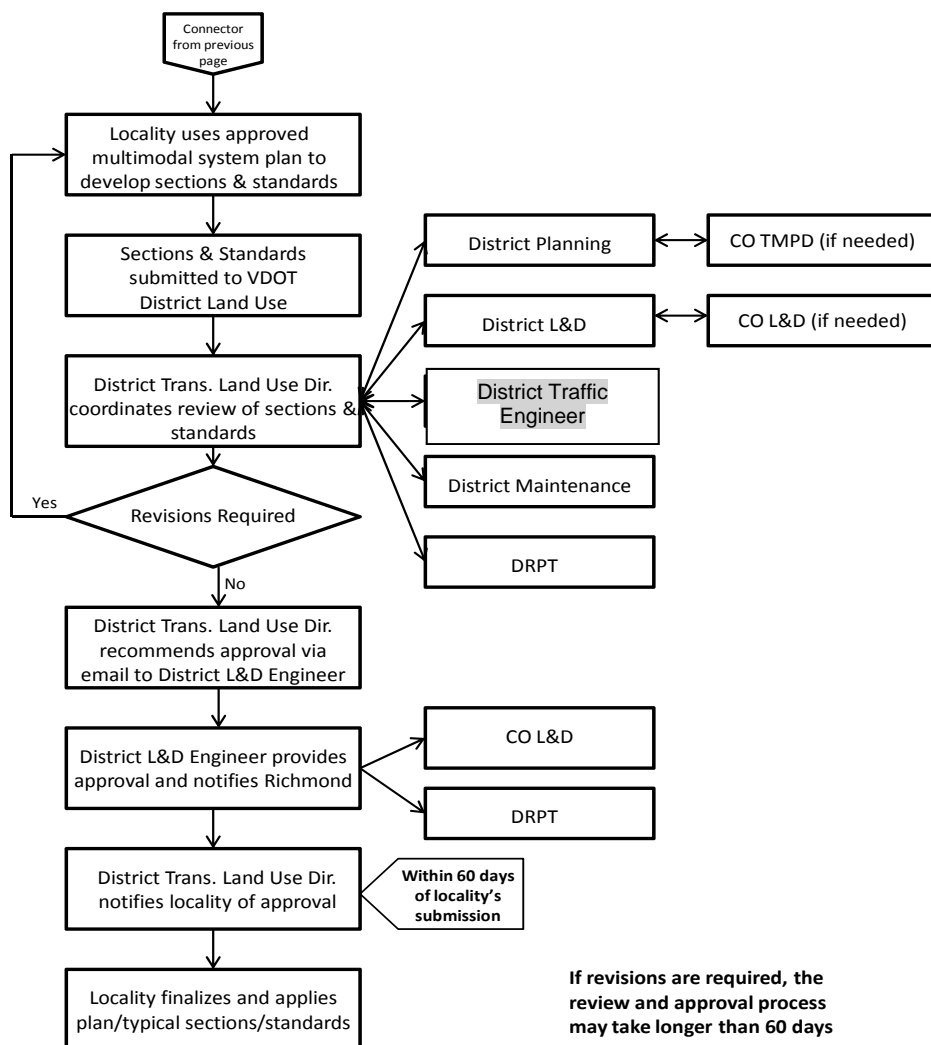 Connector
from previous
page
Locality uses approved
multimodal system plan to
develop sections & standards
Sections & Standards
submitted to VDOT
District Land Use
District Planning
CO TMPD (if needed)
District L&D
CO L&D (if needed)
District Trans. Land Use Dir.
coordinates review of sections &
standards
District Traffic
Engineer
District Maintenance
DRPT
Yes
Revisions Required
No
District Trans. Land Use Dir.
recommends approval via
email to District L&D Engineer
District L&D Engineer provides
approval and notifies Richmond
CO L&D
DRPT
District Trans. Land Use Dir.
notifies locality of approval
Within 60 days
of locality’s
submission
Locality finalizes and applies
plan/typical sections/standards
If revisions are required, the
review and approval process
may take longer than 60 days